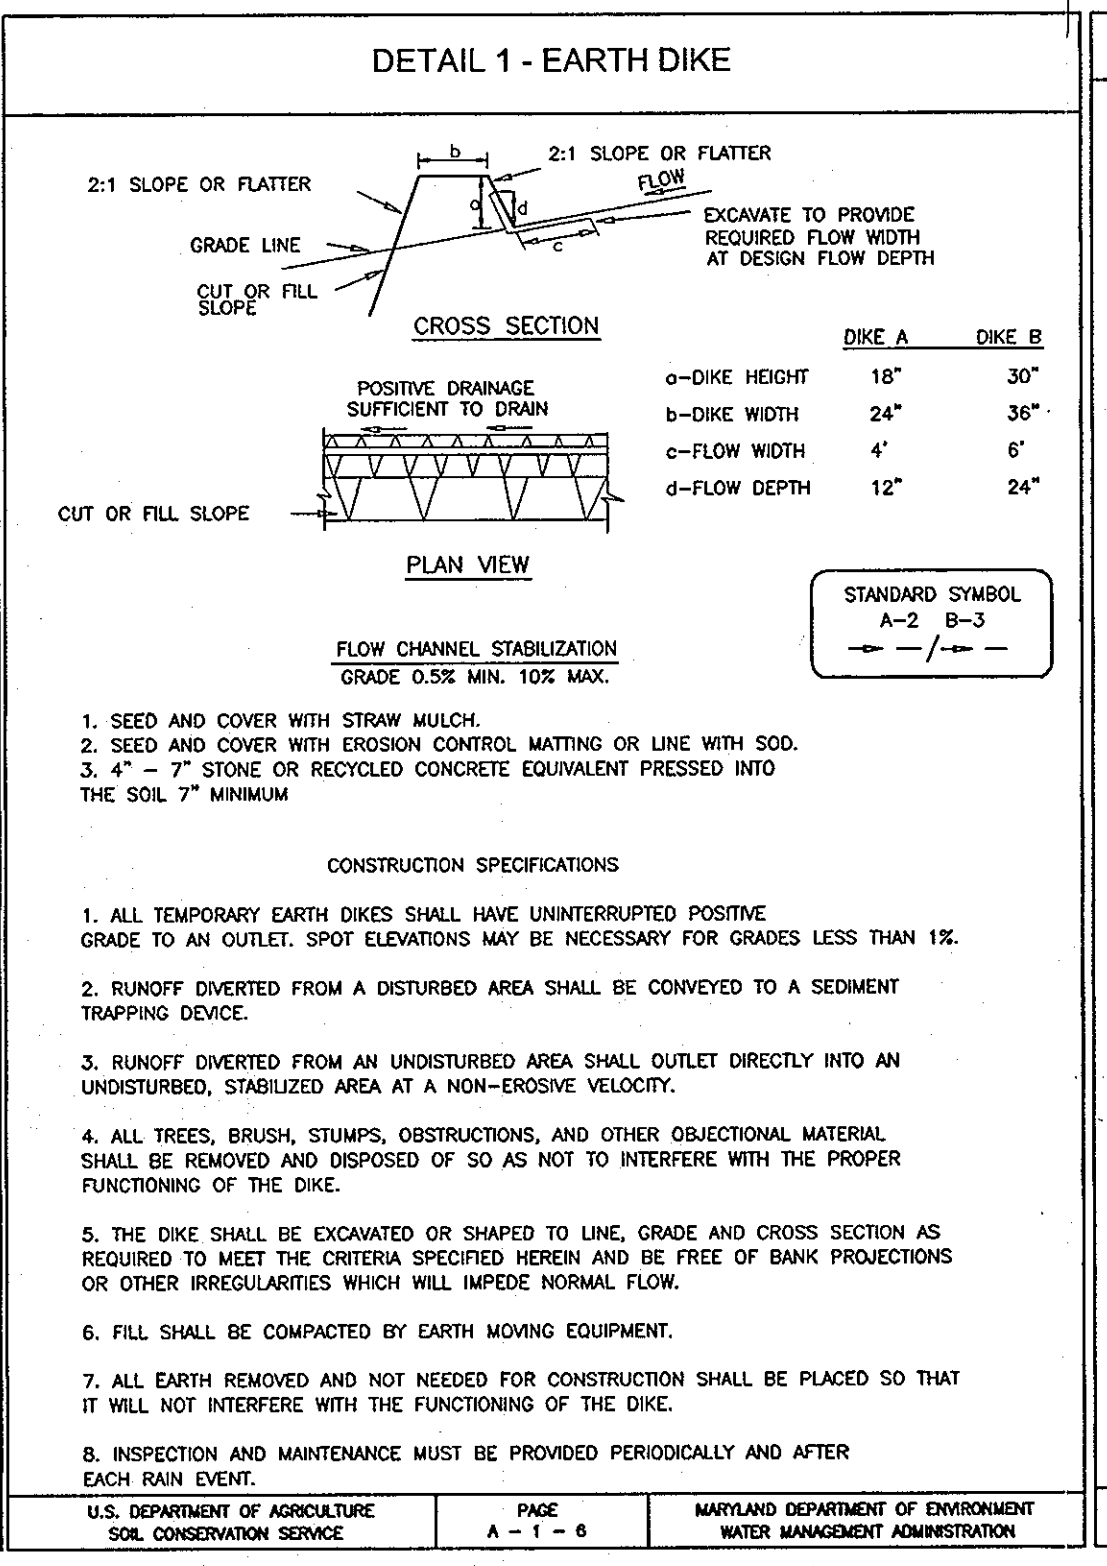 DETAIL 1 - EARTH DIKE
b
2:1 SLOPE OR FLATTER
2:1 SLOPE OR FLATTER
FLOW
a
d
EXCAVATE TO PROVIDE
REQUIRED FLOW WIDTH
AT DESIGN FLOW DEPTH
GRADE LINE
c
CUT OR FILL
SLOPE
CROSS SECTION
DIKE A DIKE B
a-DIKE HEIGHT 18" 30"
b-DIKE WIDTH 24" 36"
c-FLOW WIDTH 4' 6'
d-FLOW DEPTH 12" 24"
POSITIVE DRAINAGE
SUFFICIENT TO DRAIN
CUT OR FILL SLOPE
PLAN VIEW
STANDARD SYMBOL
A-2 B-3
FLOW CHANNEL STABILIZATION
GRADE 0.5% MIN. 10% MAX.
1. SEED AND COVER WITH STRAW MULCH.
2. SEED AND COVER WITH EROSION CONTROL MATTING OR LINE WITH SOD.
3. 4" - 7" STONE OR RECYCLED CONCRETE EQUIVALENT PRESSED INTO
THE SOIL 7" MINIMUM
CONSTRUCTION SPECIFICATIONS
1. ALL TEMPORARY EARTH DIKES SHALL HAVE UNINTERRUPTED POSITIVE
GRADE TO AN OUTLET. SPOT ELEVATIONS MAY BE NECESSARY FOR GRADES LESS THAN 1%.
2. RUNOFF DIVERTED FROM A DISTURBED AREA SHALL BE CONVEYED TO A SEDIMENT
TRAPPING DEVICE.
3. RUNOFF DIVERTED FROM AN UNDISTURBED AREA SHALL OUTLET DIRECTLY INTO AN
UNDISTURBED, STABILIZED AREA AT A NON-EROSIVE VELOCITY.
4. ALL TREES, BRUSH, STUMPS, OBSTRUCTIONS, AND OTHER OBJECTIONAL MATERIAL
SHALL BE REMOVED AND DISPOSED OF SO AS NOT TO INTERFERE WITH THE PROPER
FUNCTIONING OF THE DIKE.
5. THE DIKE SHALL BE EXCAVATED OR SHAPED TO LINE, GRADE AND CROSS SECTION AS
REQUIRED TO MEET THE CRITERIA SPECIFIED HEREIN AND BE FREE OF BANK PROJECTIONS
OR OTHER IRREGULARITIES WHICH WILL IMPEDE NORMAL FLOW.
6. FILL SHALL BE COMPACTED BY EARTH MOVING EQUIPMENT.
7. ALL EARTH REMOVED AND NOT NEEDED FOR CONSTRUCTION SHALL BE PLACED SO THAT
IT WILL NOT INTERFERE WITH THE FUNCTIONING OF THE DIKE.
8. INSPECTION AND MAINTENANCE MUST BE PROVIDED PERIODICALLY AND AFTER
EACH RAIN EVENT.
U.S. DEPARTMENT OF AGRICULTURE
SOIL CONSERVATION SERVICE
PAGE
A - 1 - 6
MARYLAND DEPARTMENT OF ENVIRONMENT
WATER MANAGEMENT ADMINISTRATION